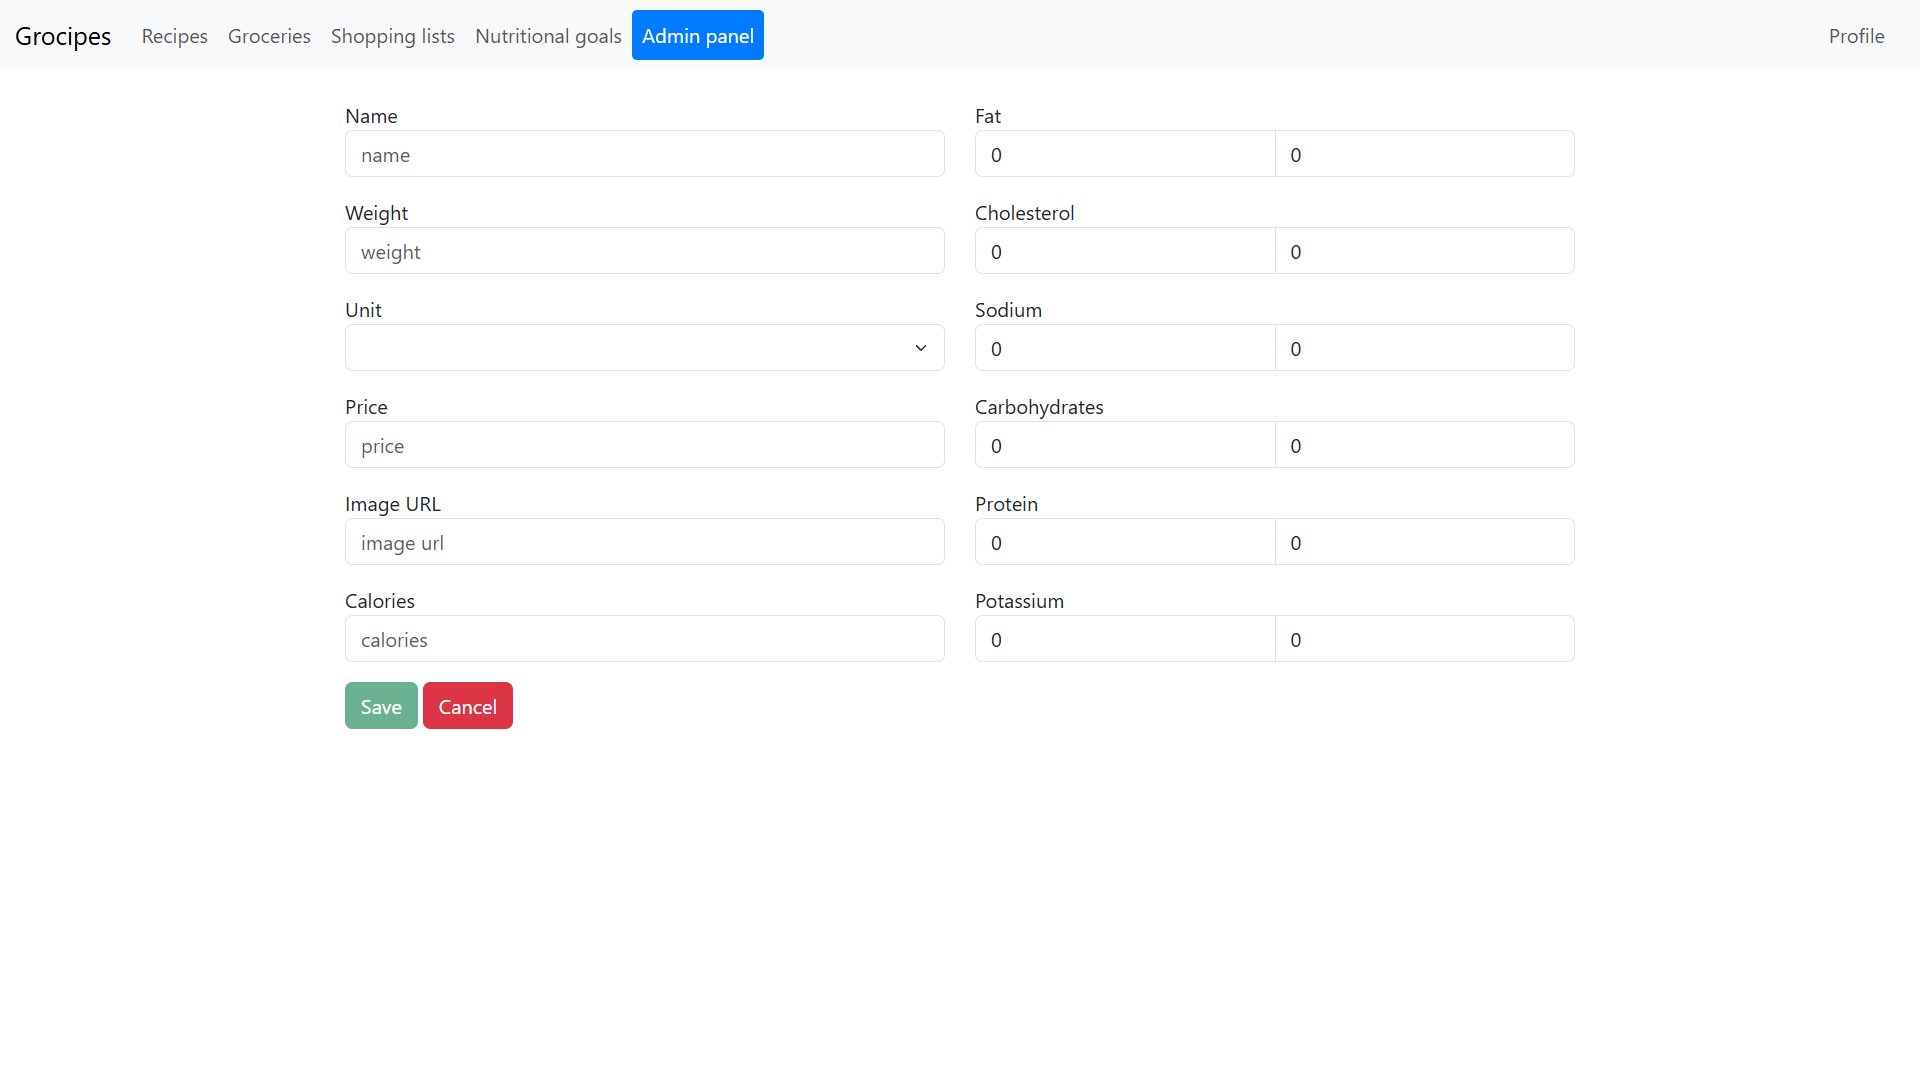 Grocipes Recipes Groceries Shopping lists Nutritional goals Admin panel Profile
Name
name
Weight
weight
Unit
Price
price
Image URL
image url
Calories
calories
Fat
0 0
Cholesterol
0 0
Sodium
0 0
Carbohydrates
0 0
Protein
0 0
Potassium
0 0
Save Cancel